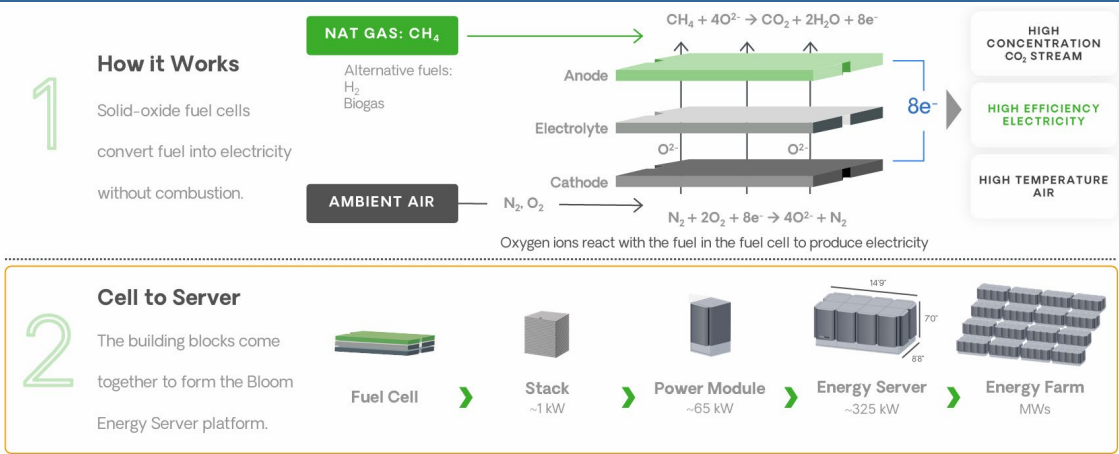 1
How it Works
Solid-oxide fuel cells
convert fuel into electricity
without combustion.
NAT GAS: CH₄
Alternative fuels:
H₂
Biogas
AMBIENT AIR
N₂, O₂
CH₄ + 4O²⁻ → CO₂ + 2H₂O + 8e⁻
Anode
Electrolyte
O²⁻
O²⁻
Cathode
8e⁻
N₂ + 2O₂ + 8e⁻ → 4O²⁻ + N₂
Oxygen ions react with the fuel in the fuel cell to produce electricity
HIGH
CONCENTRATION
CO₂ STREAM
HIGH EFFICIENCY
ELECTRICITY
HIGH TEMPERATURE
AIR
2
Cell to Server
The building blocks come
together to form the Bloom
Energy Server platform.
Fuel Cell
Stack
~1 kW
Power Module
~65 kW
14'9"
7'0"
8'8"
Energy Server
~325 kW
Energy Farm
MWs